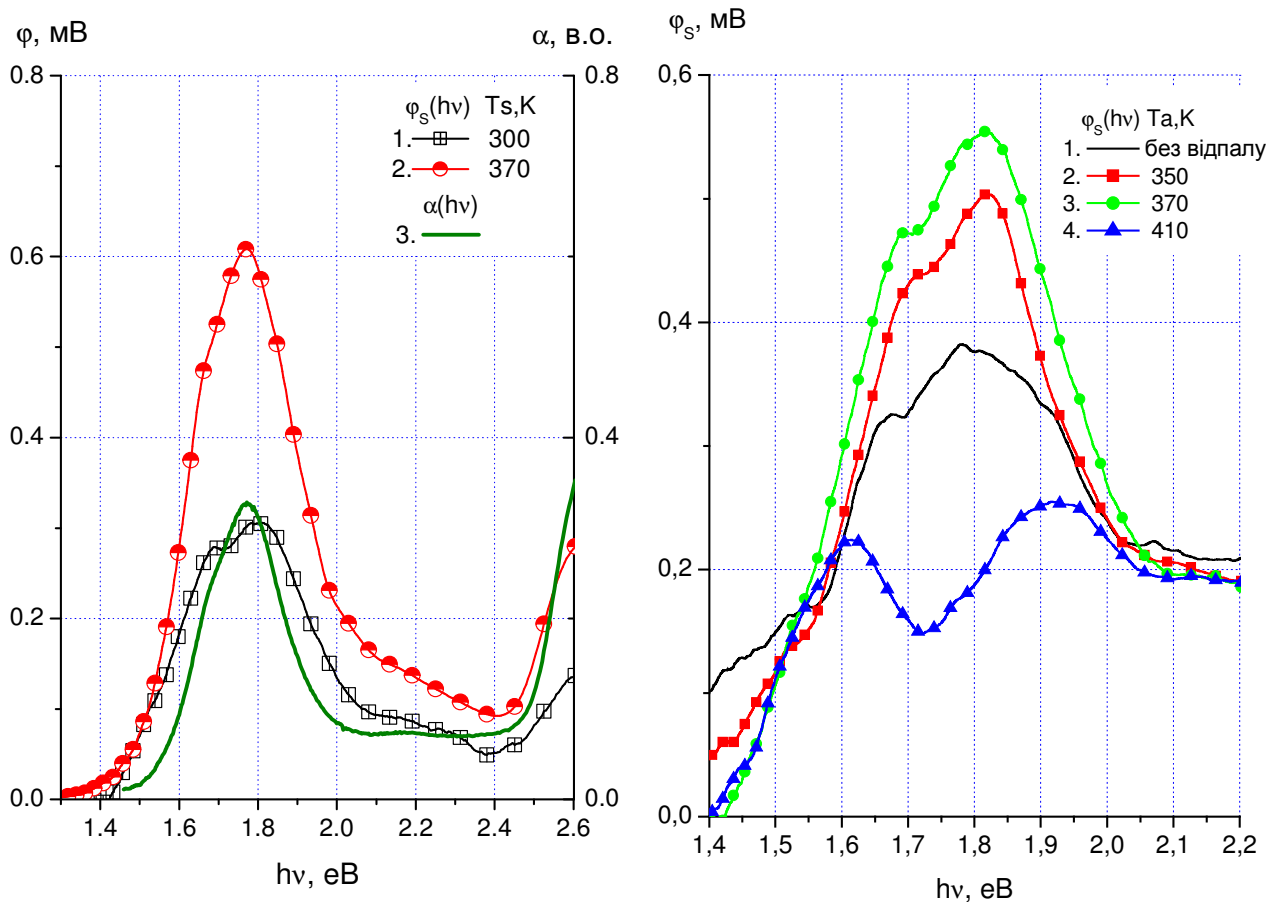 φ, мВ
α, в.о.
0.8
0.6
0.4
0.2
0.0
0.8
0.4
0.0
φS(hν) Ts,K
1. 300
2. 370
α(hν)
3.
1.4 1.6 1.8 2.0 2.2 2.4 2.6
hν, еВ
φS, мВ
0,6
0,4
0,2
0,0
φS(hν) Ta,K
1. без відпалу
2. 350
3. 370
4. 410
1,4 1,5 1,6 1,7 1,8 1,9 2,0 2,1 2,2
hν, еВ